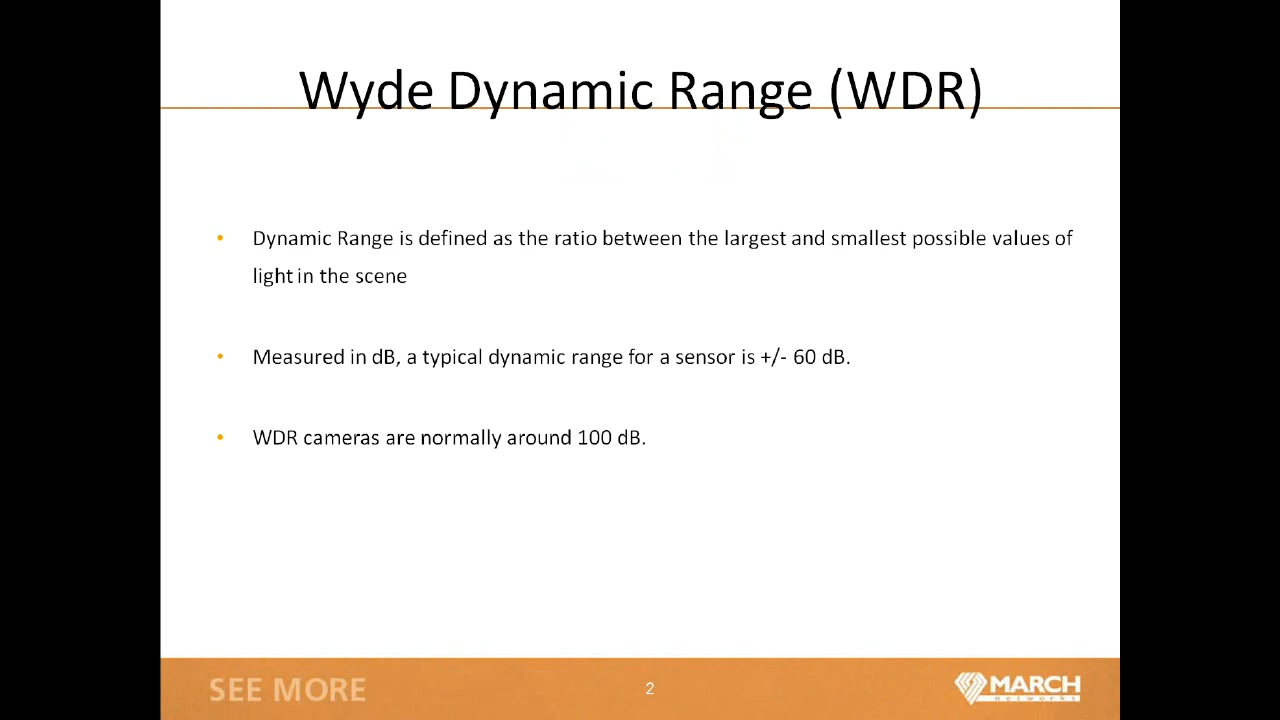 Wyde Dynamic Range (WDR)
• Dynamic Range is defined as the ratio between the largest and smallest possible values of
light in the scene
• Measured in dB, a typical dynamic range for a sensor is +/- 60 dB.
• WDR cameras are normally around 100 dB.
SEE MORE
2
MARCH
networks